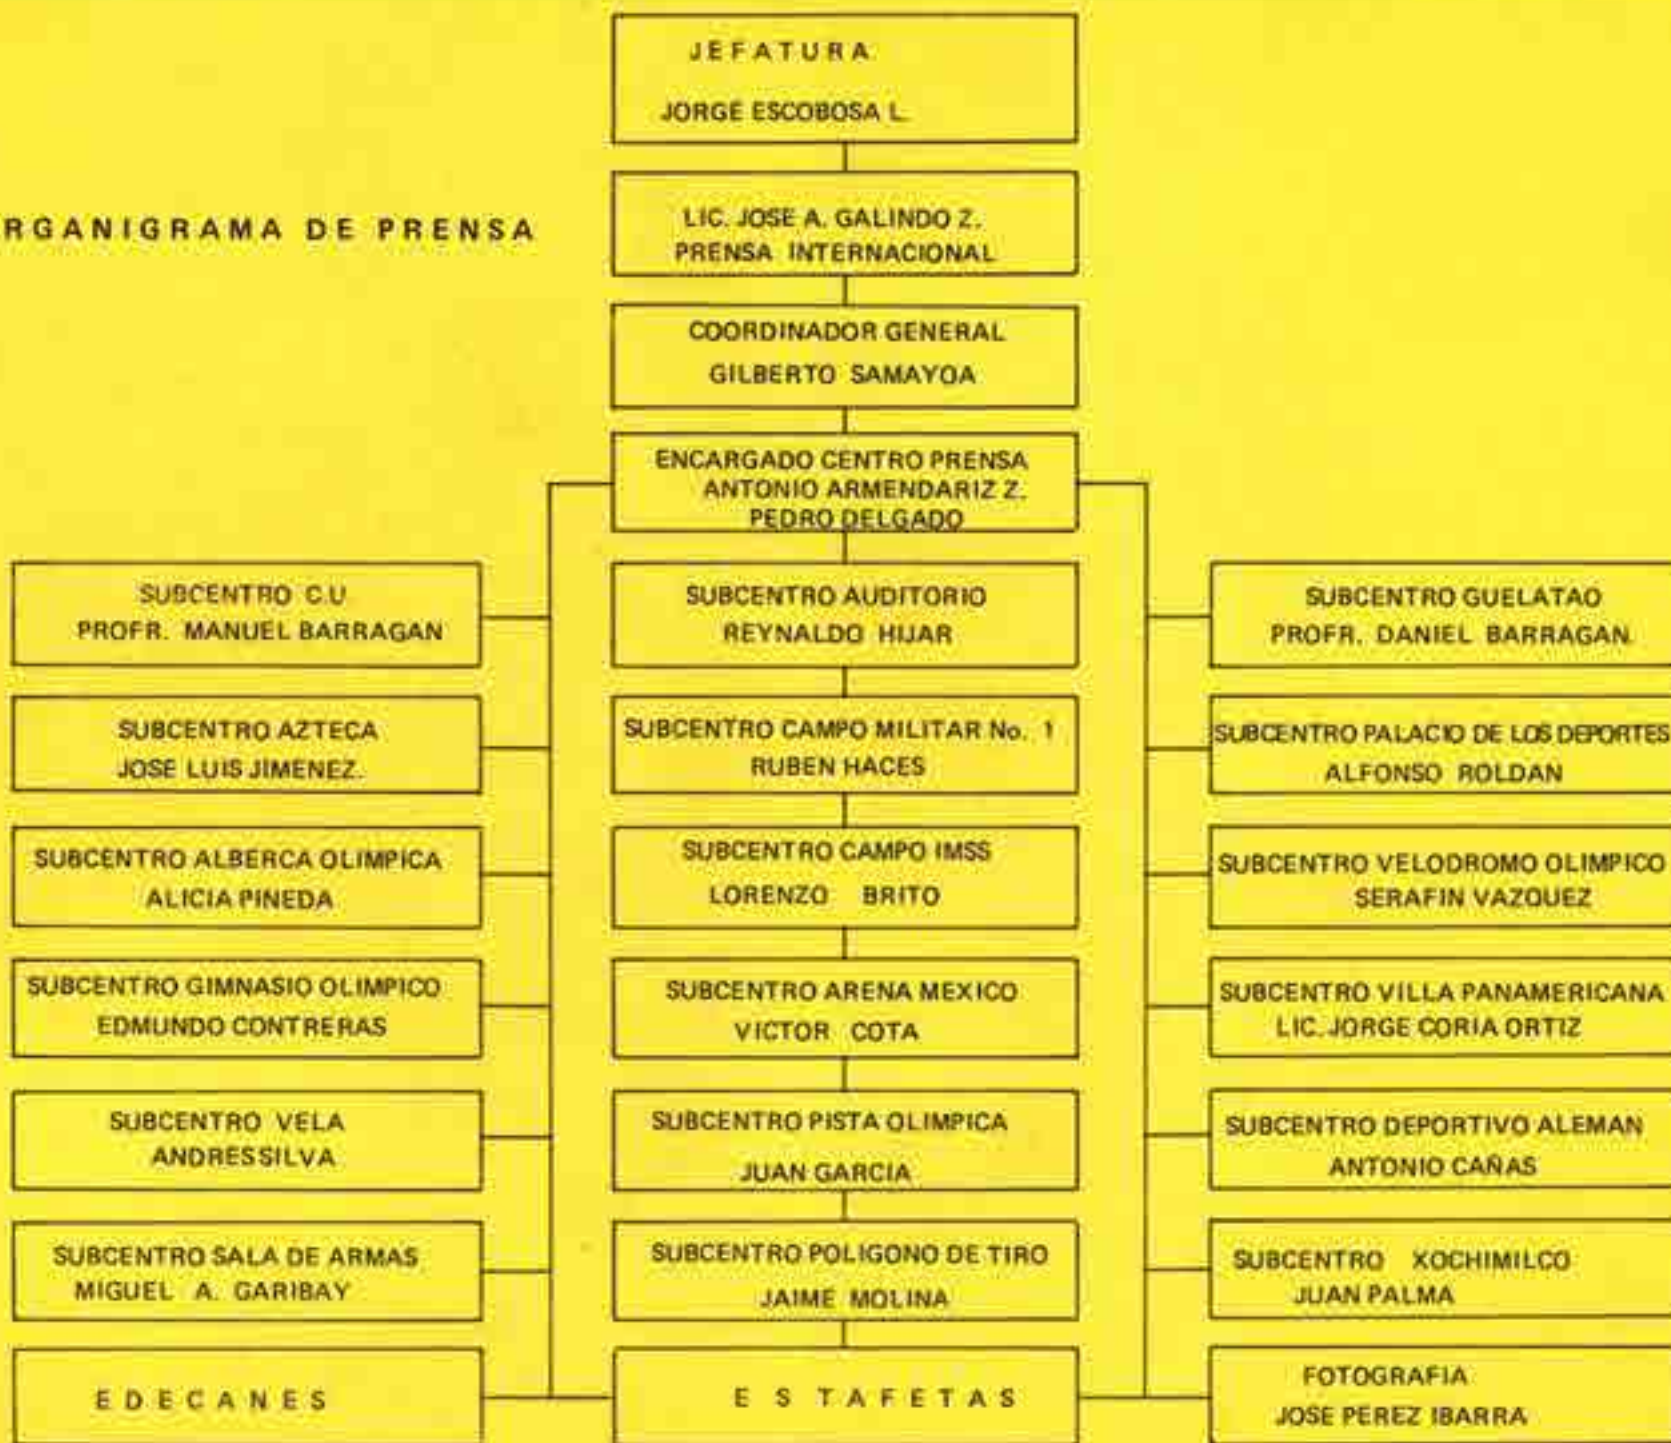 JEFATURA
JORGE ESCOBOSA L.
RGANIGRAMA DE PRENSA
LIC. JOSE A. GALINDO Z.
PRENSA INTERNACIONAL
COORDINADOR GENERAL
GILBERTO SAMAYOA
ENCARGADO CENTRO PRENSA
ANTONIO ARMENDARIZ Z.
PEDRO DELGADO
SUBCENTRO C.U
PROFR. MANUEL BARRAGAN
SUBCENTRO AUDITORIO
REYNALDO HIJAR
SUBCENTRO GUELATAO
PROFR. DANIEL BARRAGAN
SUBCENTRO AZTECA
JOSE LUIS JIMENEZ.
SUBCENTRO CAMPO MILITAR No. 1
RUBEN HACES
SUBCENTRO PALACIO DE LOS DEPORTES
ALFONSO ROLDAN
SUBCENTRO ALBERCA OLIMPICA
ALICIA PINEDA
SUBCENTRO CAMPO IMSS
LORENZO BRITO
SUBCENTRO VELODROMO OLIMPICO
SERAFIN VAZQUEZ
SUBCENTRO GIMNASIO OLIMPICO
EDMUNDO CONTRERAS
SUBCENTRO ARENA MEXICO
VICTOR COTA
SUBCENTRO VILLA PANAMERICANA
LIC. JORGE CORIA ORTIZ
SUBCENTRO VELA
ANDRES SILVA
SUBCENTRO PISTA OLIMPICA
JUAN GARCIA
SUBCENTRO DEPORTIVO ALEMAN
ANTONIO CAÑAS
SUBCENTRO SALA DE ARMAS
MIGUEL A. GARIBAY
SUBCENTRO POLIGONO DE TIRO
JAIME MOLINA
SUBCENTRO XOCHIMILCO
JUAN PALMA
EDECANES
ESTAFETAS
FOTOGRAFIA
JOSE PEREZ IBARRA